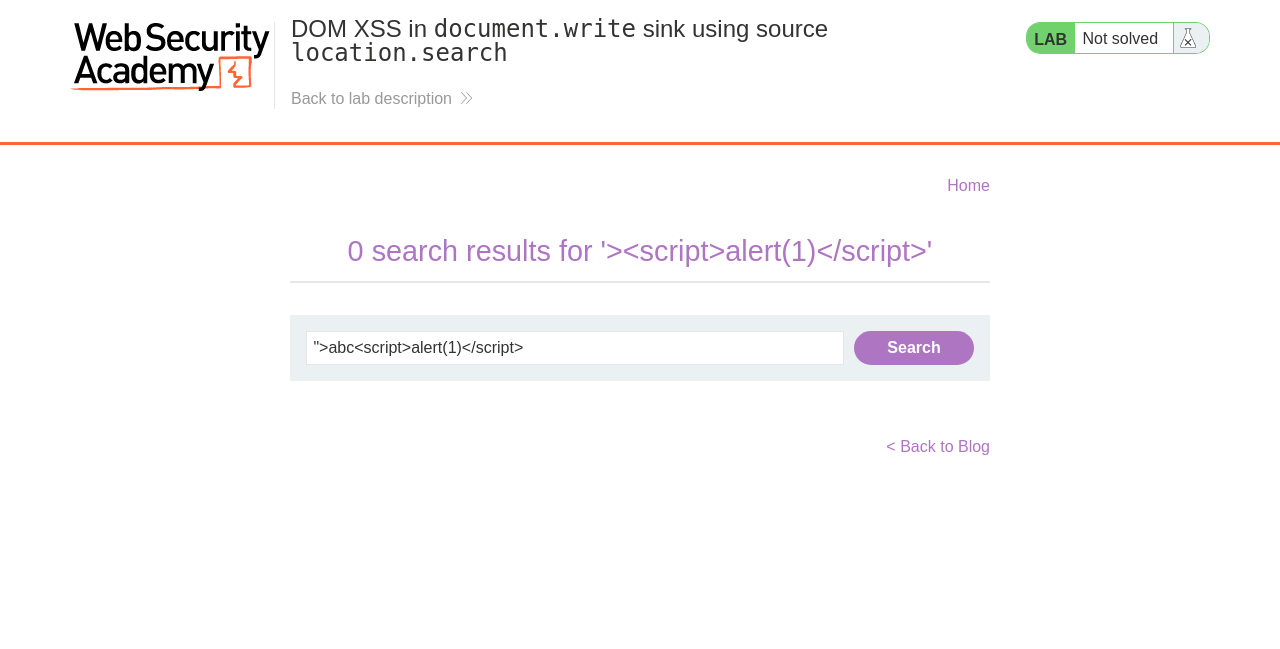 Web Security
Academy
DOM XSS in document.write sink using source
location.search
Back to lab description
LAB Not solved
Home
0 search results for '><script>alert(1)</script>'
">abc<script>alert(1)</script>
Search
< Back to Blog